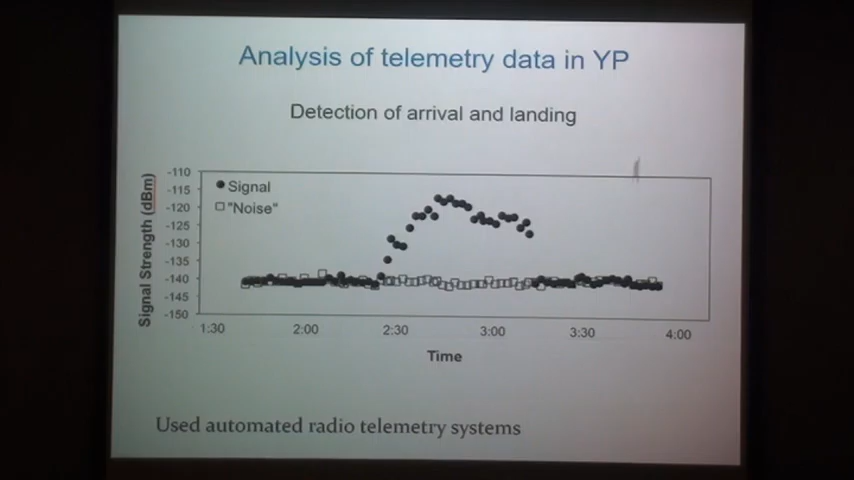 Analysis of telemetry data in YP
Detection of arrival and landing
Signal
"Noise"
Signal Strength (dBm)
-110
-115
-120
-125
-130
-135
-140
-145
-150
1:30 2:00 2:30 3:00 3:30 4:00
Time
Used automated radio telemetry systems